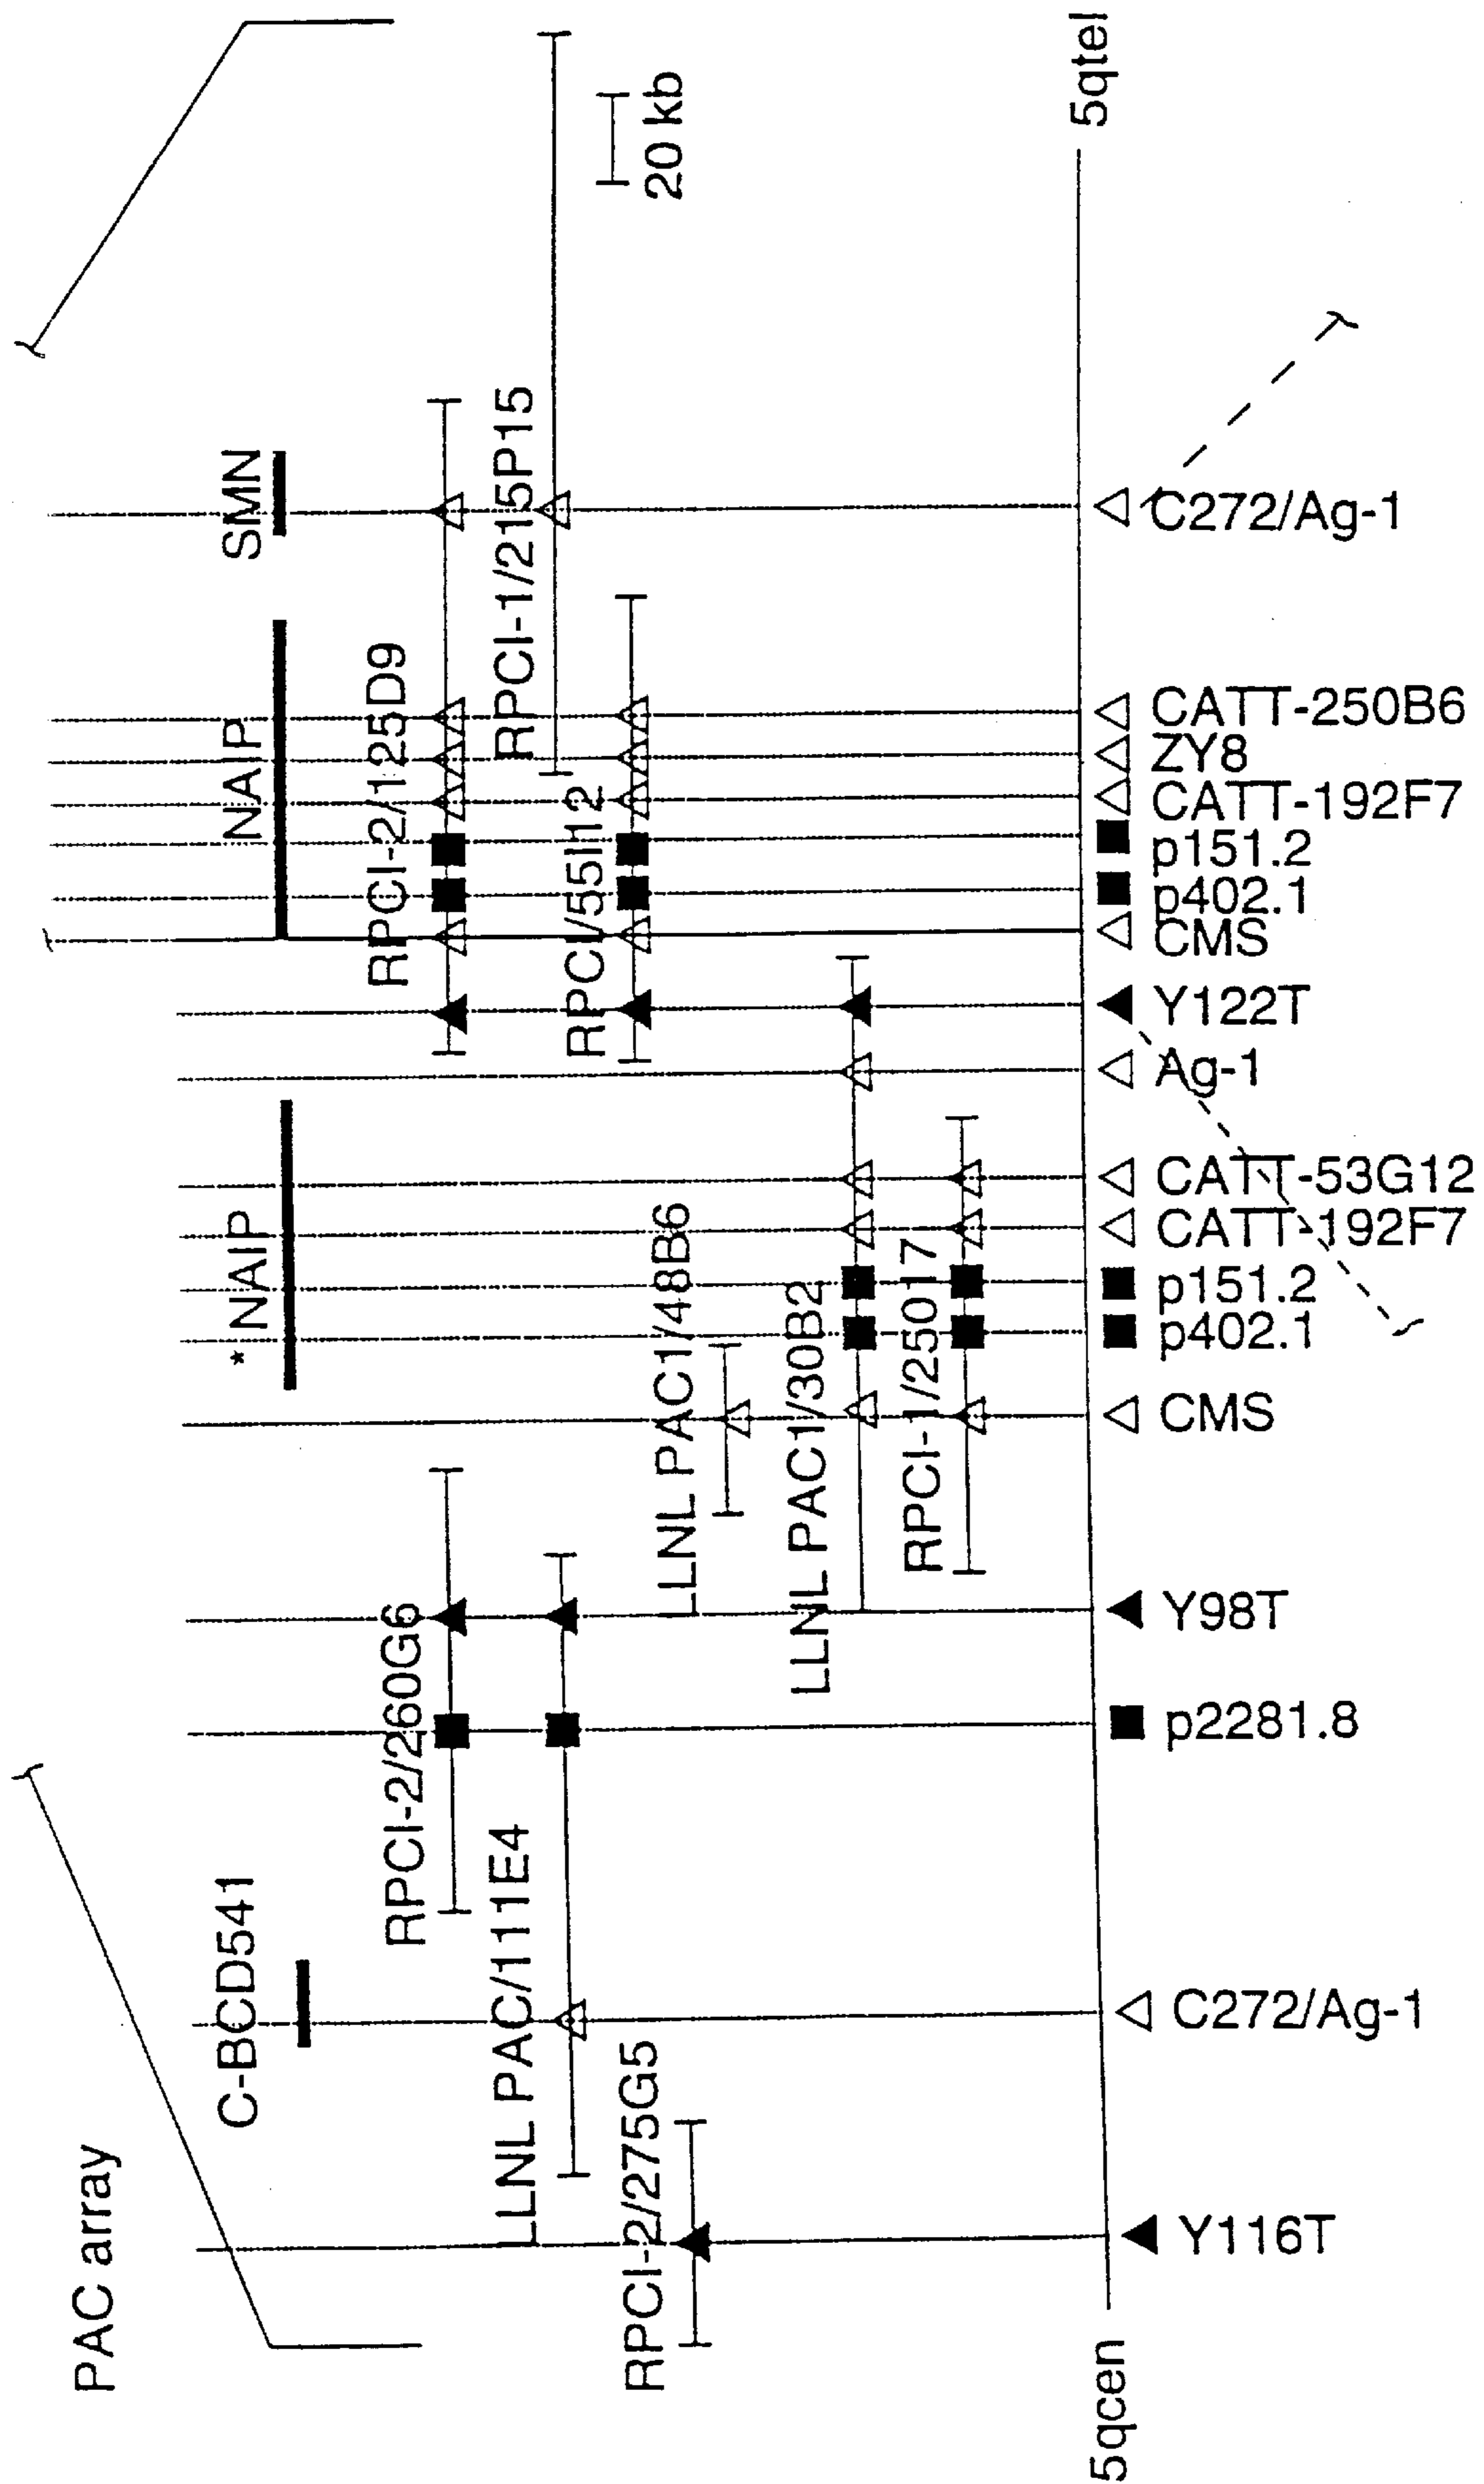 PAC array
C-BCD541
*NAIP
NAIP
SMN
RPCI-2/260G6
RPCI-2/125D9
LLNL PAC/111E4
RPCI-1/215P15
RPCI-2/275G5
LLNL PAC1/48B6
RPCI/55I12
20 kb
LLNL PAC1/30B2
RPCI-1/25O17
5qcen
5qtel
Y116T
C272/Ag-1
p2281.8
Y98T
CMS
p402.1
p151.2
CATT-192F7
CATT-53G12
Ag-1
Y122T
CMS
p402.1
p151.2
CATT-192F7
ZY8
CATT-250B6
C272/Ag-1